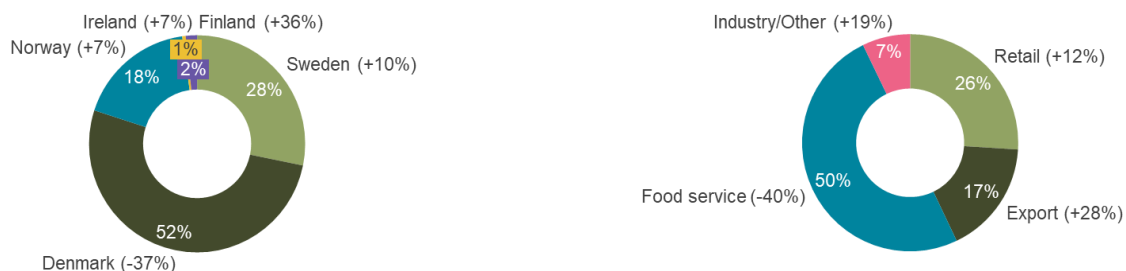 Ireland (+7%) Finland (+36%)
Norway (+7%)
1%
2%
18%
Sweden (+10%)
28%
52%
Denmark (-37%)
Industry/Other (+19%)
7%
Retail (+12%)
26%
Food service (-40%)
50%
17%
Export (+28%)